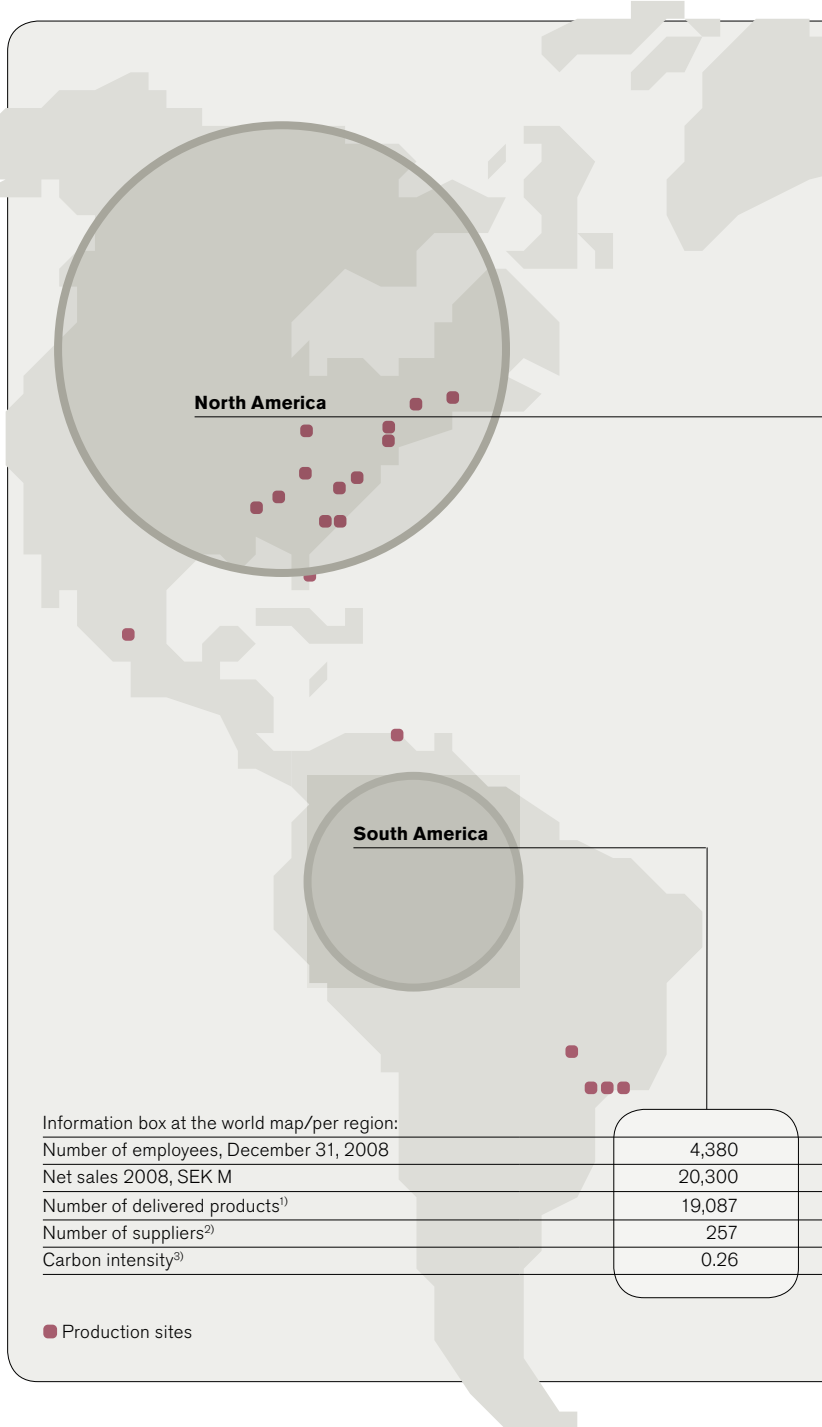 North America
South America
Information box at the world map/per region:
Number of employees, December 31, 2008 4,380
Net sales 2008, SEK M 20,300
Number of delivered products1) 19,087
Number of suppliers2) 257
Carbon intensity3) 0.26
Production sites